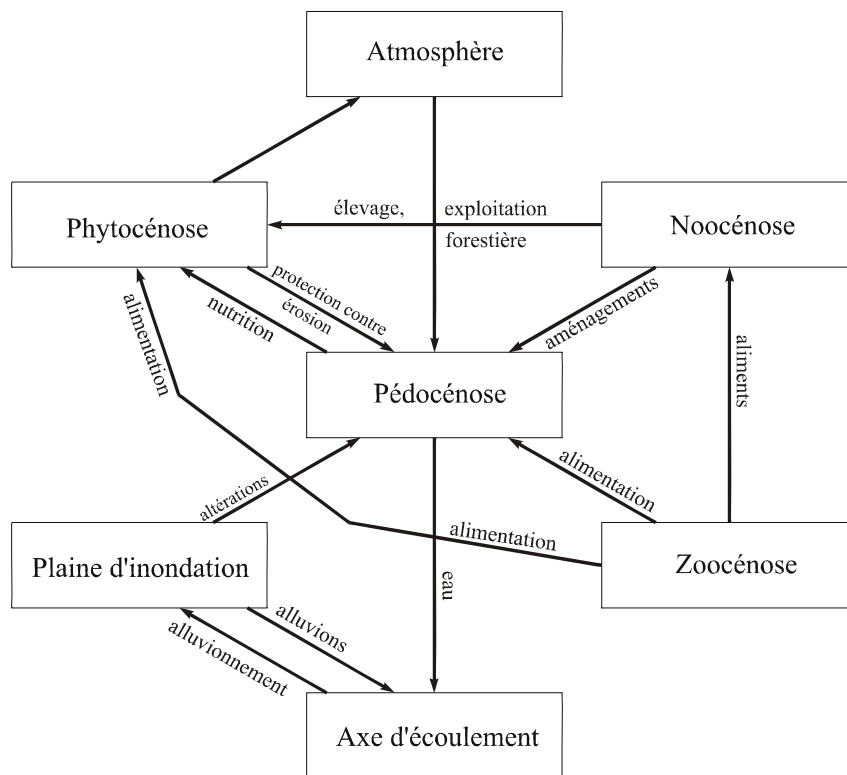 Atmosphère
Phytocénose
élevage,
exploitation
forestière
Noocénose
protection contre
érosion
nutrition
alimentation
aménagements
aliments
Pédocénose
altérations
alimentation
alimentation
Plaine d'inondation
eau
Zoocénose
alluvions
alluvionnement
Axe d'écoulement